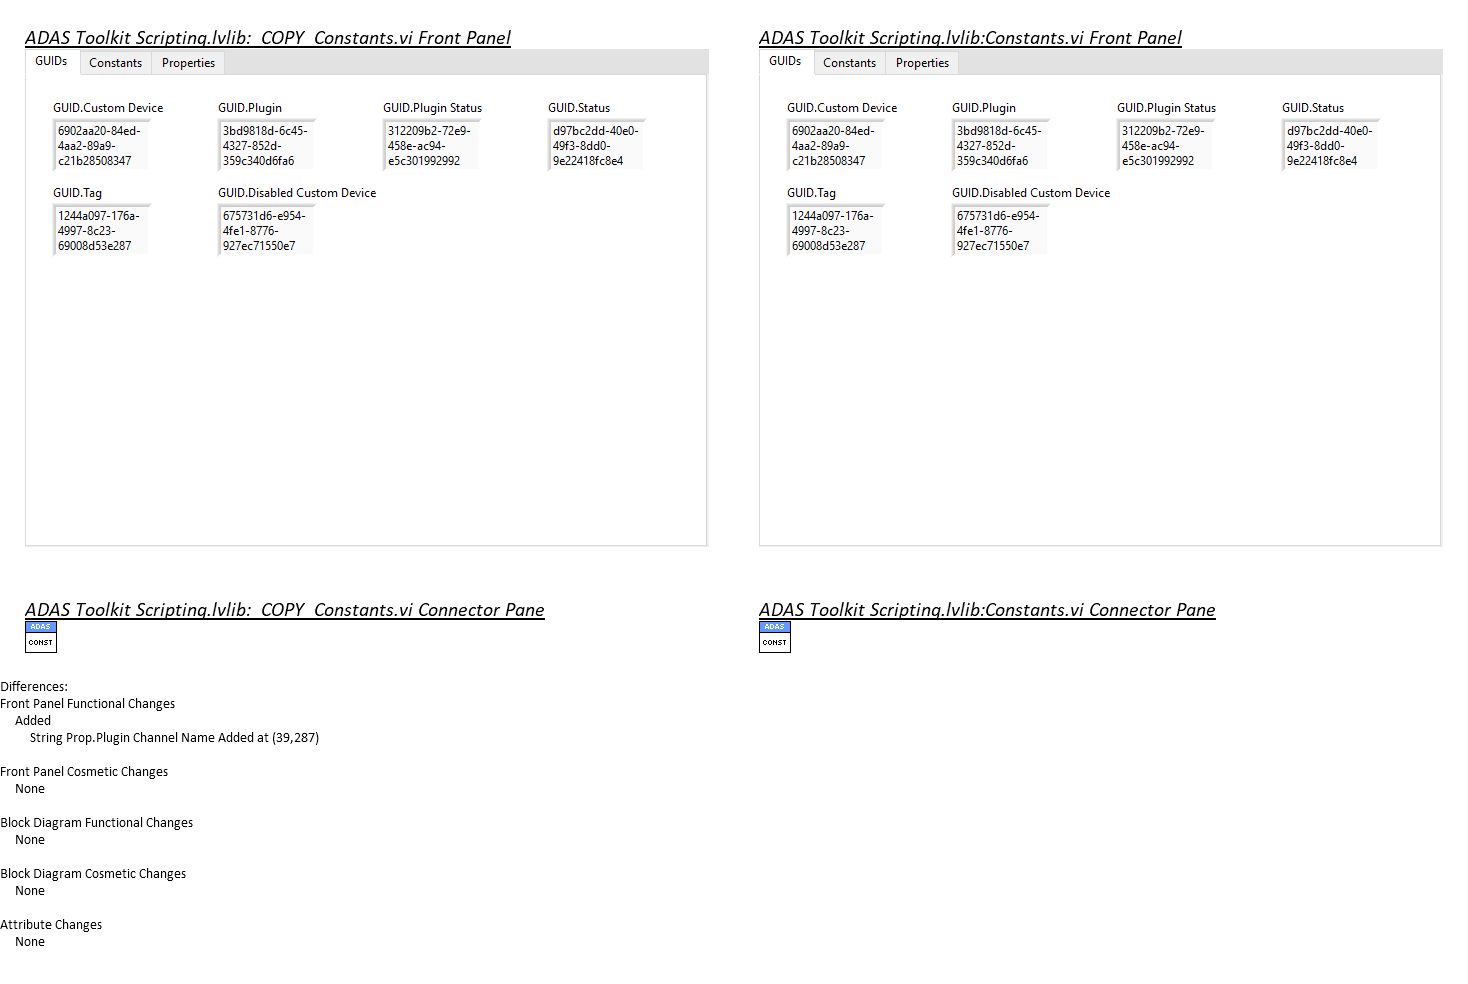 ADAS Toolkit Scripting.lvlib:_COPY_Constants.vi Front Panel
GUIDs Constants Properties
GUID.Custom Device GUID.Plugin GUID.Plugin Status GUID.Status
6902aa20-84ed- 3bd9818d-6c45- 312209b2-72e9- d97bc2dd-40e0-
4aa2-89a9- 4327-852d- 458e-ac94- 49f3-8dd0-
c21b28508347 359c340d6fa6 e5c301992992 9e22418fc8e4
GUID.Tag GUID.Disabled Custom Device
1244a097-176a- 675731d6-e954-
4997-8c23- 4fe1-8776-
69008d53e287 927ec71550e7
ADAS Toolkit Scripting.lvlib:Constants.vi Front Panel
GUIDs Constants Properties
GUID.Custom Device GUID.Plugin GUID.Plugin Status GUID.Status
6902aa20-84ed- 3bd9818d-6c45- 312209b2-72e9- d97bc2dd-40e0-
4aa2-89a9- 4327-852d- 458e-ac94- 49f3-8dd0-
c21b28508347 359c340d6fa6 e5c301992992 9e22418fc8e4
GUID.Tag GUID.Disabled Custom Device
1244a097-176a- 675731d6-e954-
4997-8c23- 4fe1-8776-
69008d53e287 927ec71550e7
ADAS Toolkit Scripting.lvlib:_COPY_Constants.vi Connector Pane
ADAS
CONST
ADAS Toolkit Scripting.lvlib:Constants.vi Connector Pane
ADAS
CONST
Differences:
Front Panel Functional Changes
Added
String Prop.Plugin Channel Name Added at (39,287)
Front Panel Cosmetic Changes
None
Block Diagram Functional Changes
None
Block Diagram Cosmetic Changes
None
Attribute Changes
None